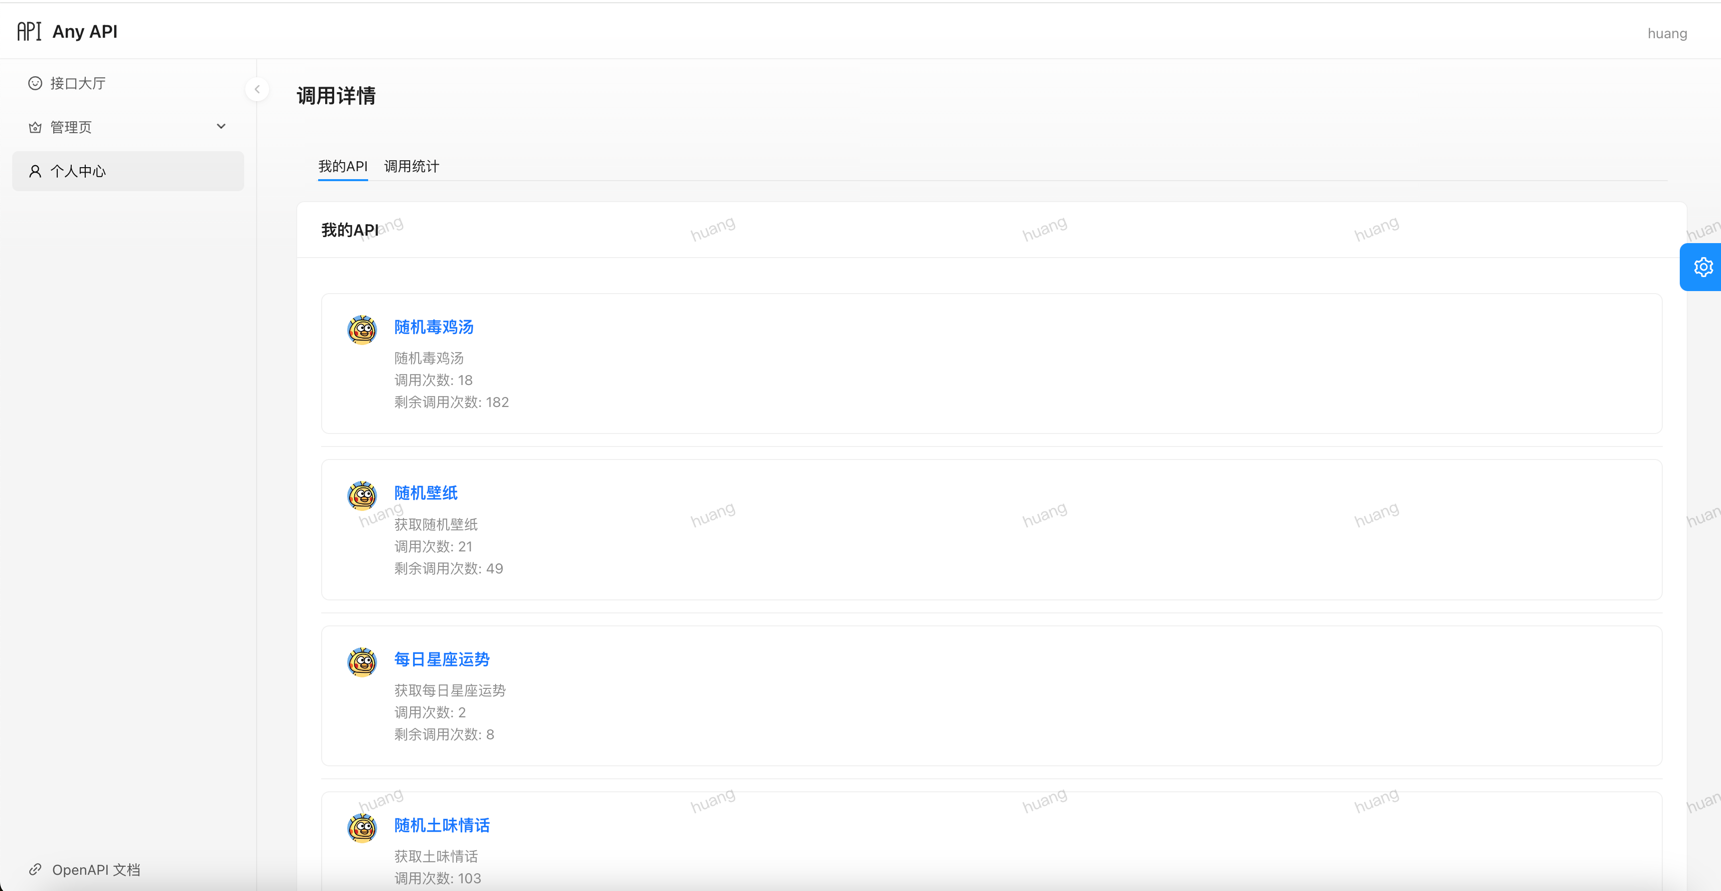 API Any API
huang
接口大厅
管理页
个人中心
调用详情
我的API 调用统计
我的API
随机毒鸡汤
随机毒鸡汤
调用次数: 18
剩余调用次数: 182
随机壁纸
获取随机壁纸
调用次数: 21
剩余调用次数: 49
每日星座运势
获取每日星座运势
调用次数: 2
剩余调用次数: 8
随机土味情话
获取土味情话
调用次数: 103
OpenAPI 文档
huang huang huang huang huan
huang huang huang huang huan
huang huang huang huang huan